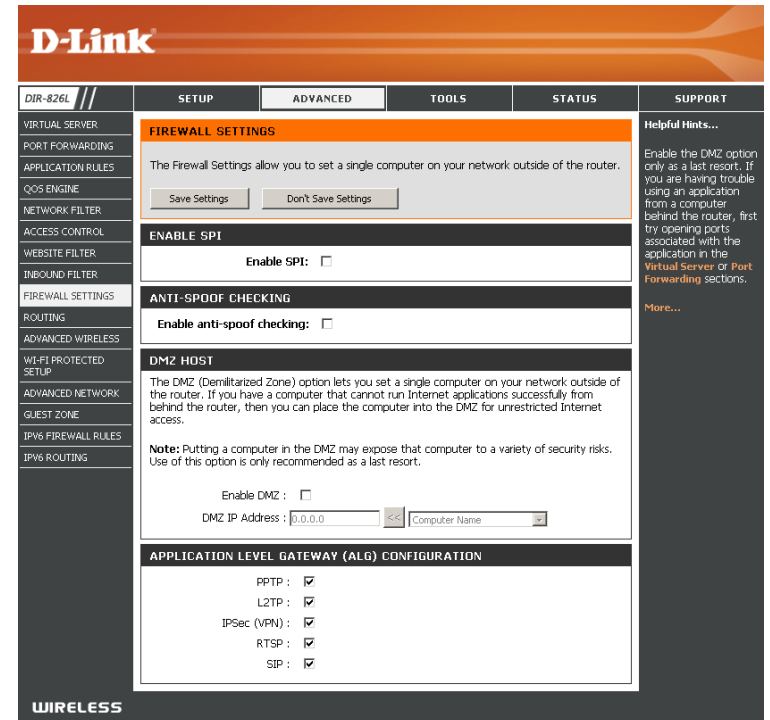 D-Link
DIR-826L
SETUP
ADVANCED
TOOLS
STATUS
SUPPORT
VIRTUAL SERVER
PORT FORWARDING
APPLICATION RULES
QOS ENGINE
NETWORK FILTER
ACCESS CONTROL
WEBSITE FILTER
INBOUND FILTER
FIREWALL SETTINGS
ROUTING
ADVANCED WIRELESS
WI-FI PROTECTED
SETUP
ADVANCED NETWORK
GUEST ZONE
IPV6 FIREWALL RULES
IPV6 ROUTING
FIREWALL SETTINGS
The Firewall Settings allow you to set a single computer on your network outside of the router.
Save Settings
Don't Save Settings
ENABLE SPI
Enable SPI:
ANTI-SPOOF CHECKING
Enable anti-spoof checking:
DMZ HOST
The DMZ (Demilitarized Zone) option lets you set a single computer on your network outside of
the router. If you have a computer that cannot run Internet applications successfully from
behind the router, then you can place the computer into the DMZ for unrestricted Internet
access.
Note: Putting a computer in the DMZ may expose that computer to a variety of security risks.
Use of this option is only recommended as a last resort.
Enable DMZ :
DMZ IP Address : 0.0.0.0 << Computer Name
APPLICATION LEVEL GATEWAY (ALG) CONFIGURATION
PPTP :
L2TP :
IPSec (VPN) :
RTSP :
SIP :
Helpful Hints...
Enable the DMZ option
only as a last resort. If
you are having trouble
using an application
from a computer
behind the router, first
try opening ports
associated with the
application in the
Virtual Server or Port
Forwarding sections.
More...
WIRELESS